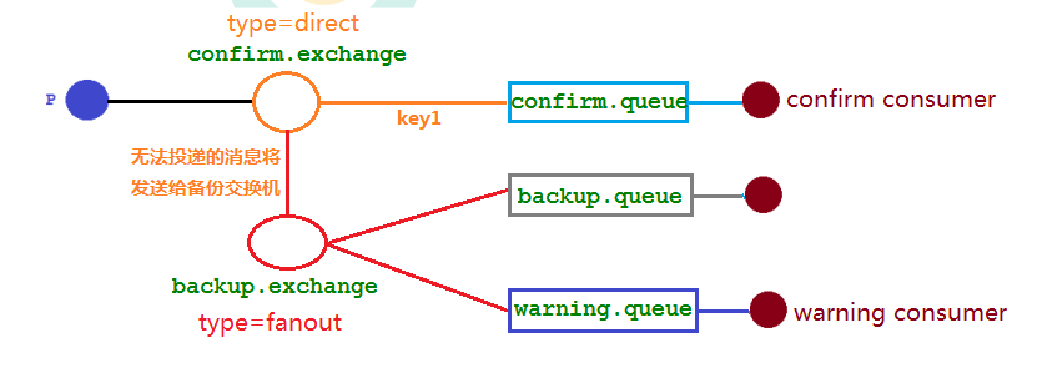 type=direct
confirm.exchange
P
key1
confirm.queue
confirm consumer
无法投递的消息将
发送给备份交换机
backup.queue
backup.exchange
type=fanout
warning.queue
warning consumer